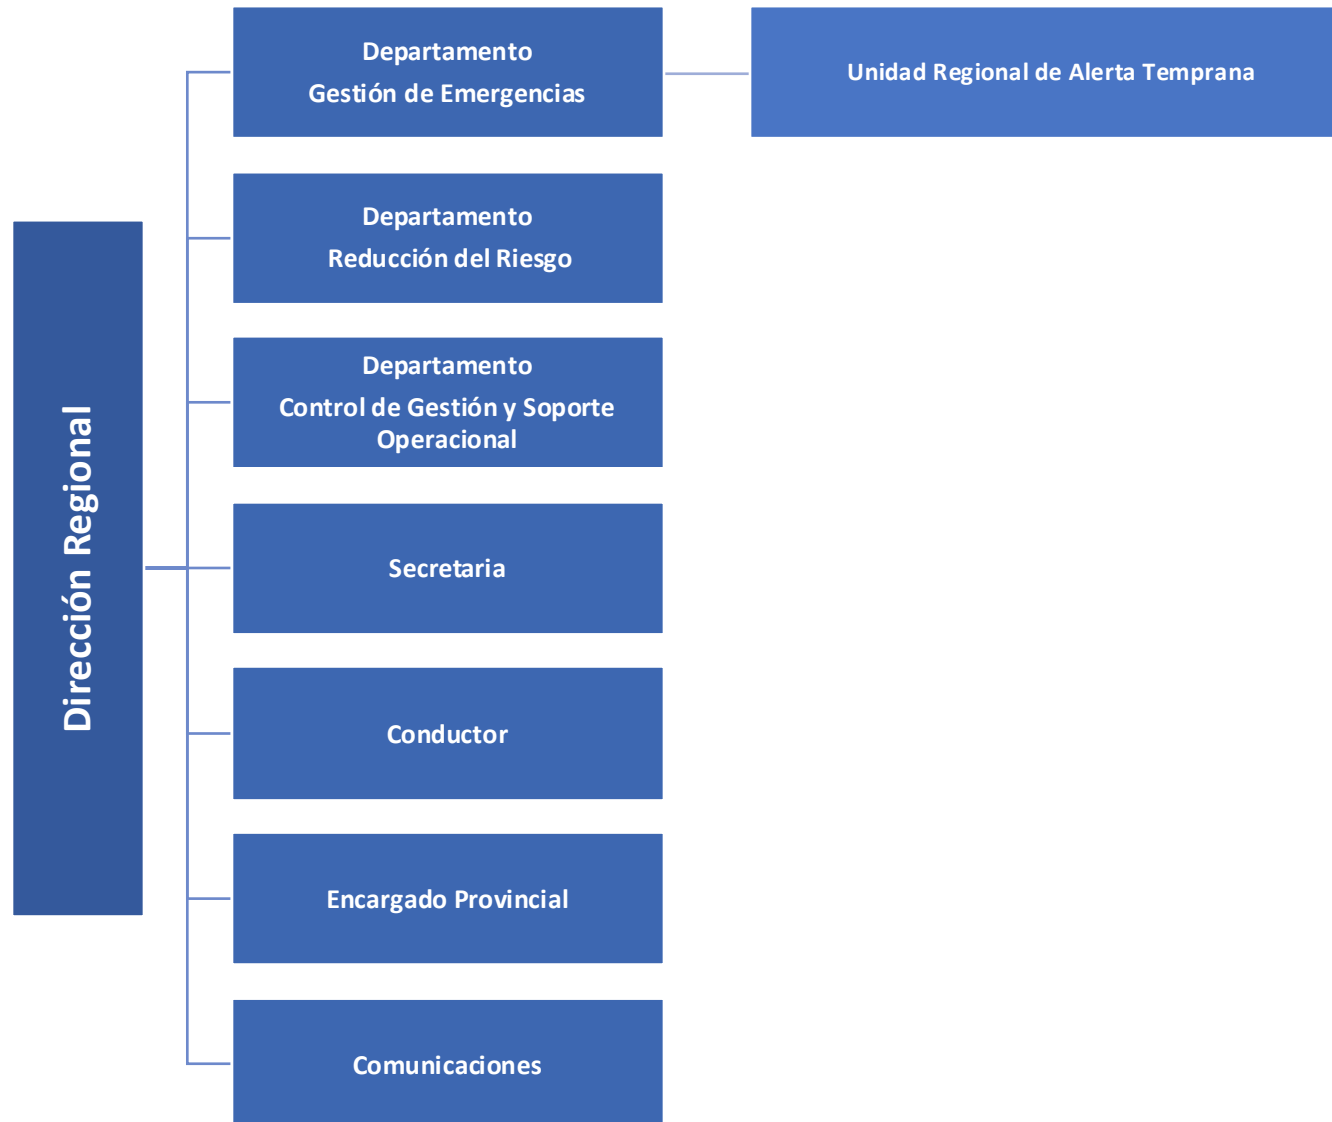 Departamento
Gestión de Emergencias
Unidad Regional de Alerta Temprana
Departamento
Reducción del Riesgo
Departamento
Control de Gestión y Soporte
Operacional
Dirección Regional
Secretaria
Conductor
Encargado Provincial
Comunicaciones